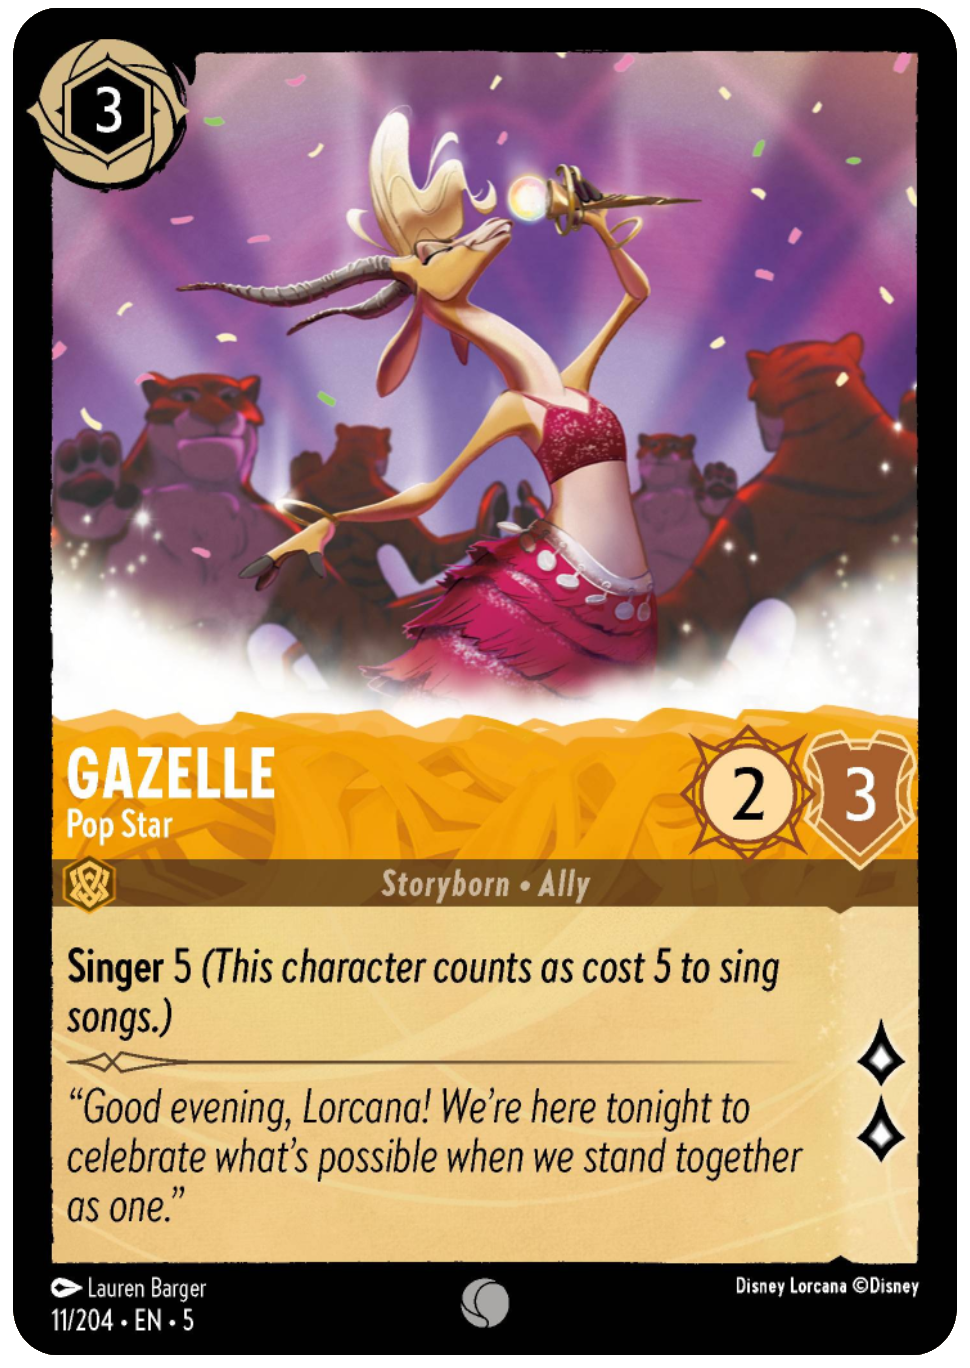 3
GAZELLE
Pop Star
2
3
Storyborn • Ally
Singer 5 (This character counts as cost 5 to sing
songs.)
“Good evening, Lorcana! We’re here tonight to
celebrate what’s possible when we stand together
as one.”
Lauren Barger
11/204 • EN • 5
Disney Lorcana ©Disney